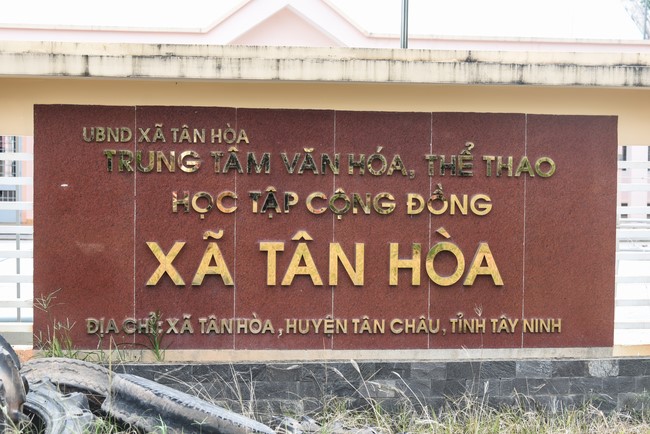 UBND XÃ TÂN HÒA
TRUNG TÂM VĂN HÓA, THỂ THAO
HỌC TẬP CỘNG ĐỒNG
XÃ TÂN HÒA
ĐỊA CHỈ: XÃ TÂN HÒA, HUYỆN TÂN CHÂU, TỈNH TÂY NINH